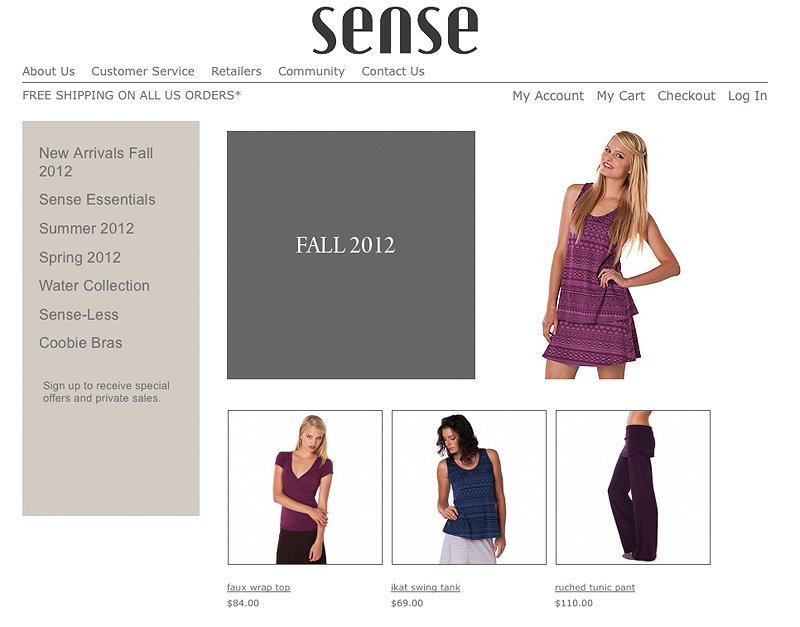 sense
About Us Customer Service Retailers Community Contact Us
FREE SHIPPING ON ALL US ORDERS*
My Account My Cart Checkout Log In
New Arrivals Fall
2012
Sense Essentials
Summer 2012
Spring 2012
Water Collection
Sense-Less
Coobie Bras
Sign up to receive special
offers and private sales.
FALL 2012
faux wrap top
$84.00
ikat swing tank
$69.00
ruched tunic pant
$110.00